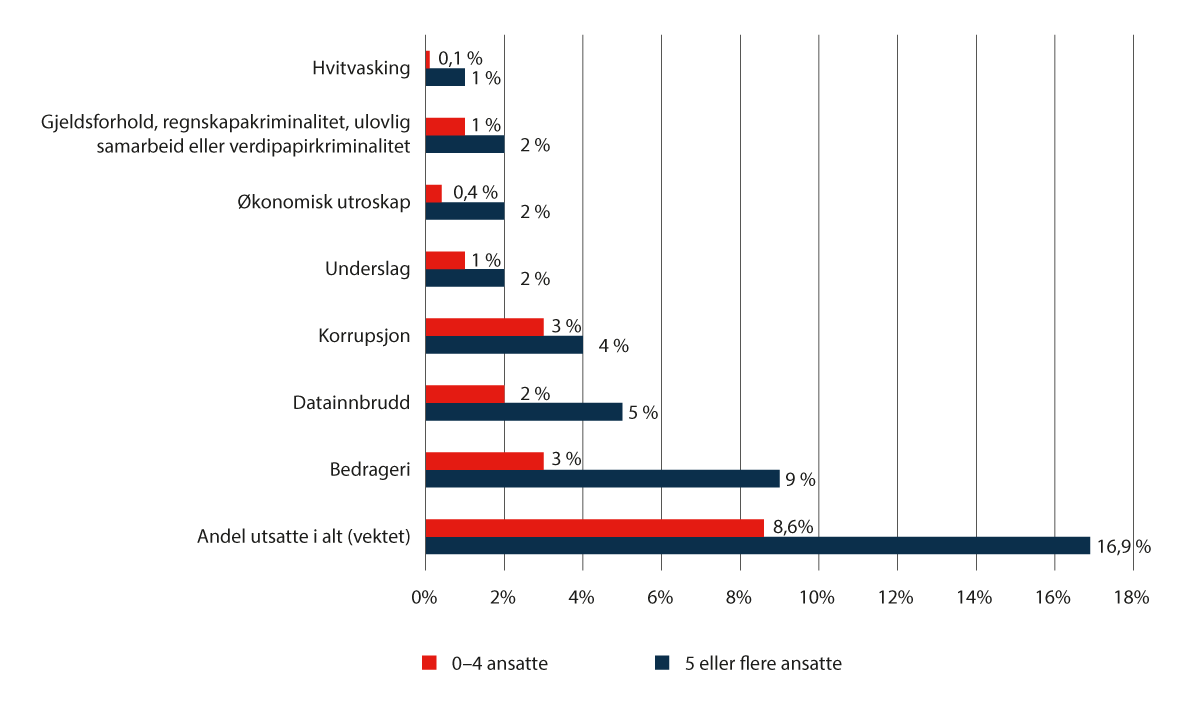 Hvitvasking
0,1 %
1 %
Gjeldsforhold, regnskapakriminalitet, ulovlig
samarbeid eller verdipapirkriminalitet
1 %
2 %
Økonomisk utroskap
0,4 %
2 %
Underslag
1 %
2 %
Korrupsjon
3 %
4 %
Datainnbrudd
2 %
5 %
Bedrageri
3 %
9 %
Andel utsatte i alt (vektet)
8,6%
16,9 %
0% 2% 4% 6% 8% 10% 12% 14% 16% 18%
0–4 ansatte 5 eller flere ansatte